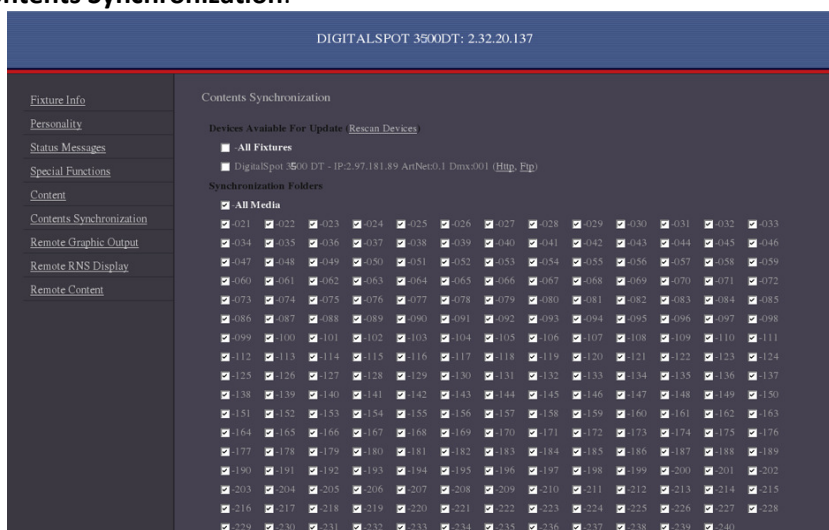 ontents Synchronization.
DIGITALSPOT 3500DT: 2.32.20.137
Fixture Info
Personality
Status Messages
Special Functions
Content
Contents Synchronization
Remote Graphic Output
Remote RNS Display
Remote Content
Contents Synchronization
Devices Avaiable For Update (Rescan Devices)
-All Fixtures
DigitalSpot 3500 DT - IP:2.97.181.89 ArtNet:0.1 Dmx:001 (Http, Ftp)
Synchronization Folders
-All Media
-021 -022 -023 -024 -025 -026 -027 -028 -029 -030 -031 -032 -033
-034 -035 -036 -037 -038 -039 -040 -041 -042 -043 -044 -045 -046
-047 -048 -049 -050 -051 -052 -053 -054 -055 -056 -057 -058 -059
-060 -061 -062 -063 -064 -065 -066 -067 -068 -069 -070 -071 -072
-073 -074 -075 -076 -077 -078 -079 -080 -081 -082 -083 -084 -085
-086 -087 -088 -089 -090 -091 -092 -093 -094 -095 -096 -097 -098
-099 -100 -101 -102 -103 -104 -105 -106 -107 -108 -109 -110 -111
-112 -113 -114 -115 -116 -117 -118 -119 -120 -121 -122 -123 -124
-125 -126 -127 -128 -129 -130 -131 -132 -133 -134 -135 -136 -137
-138 -139 -140 -141 -142 -143 -144 -145 -146 -147 -148 -149 -150
-151 -152 -153 -154 -155 -156 -157 -158 -159 -160 -161 -162 -163
-164 -165 -166 -167 -168 -169 -170 -171 -172 -173 -174 -175 -176
-177 -178 -179 -180 -181 -182 -183 -184 -185 -186 -187 -188 -189
-190 -191 -192 -193 -194 -195 -196 -197 -198 -199 -200 -201 -202
-203 -204 -205 -206 -207 -208 -209 -210 -211 -212 -213 -214 -215
-216 -217 -218 -219 -220 -221 -222 -223 -224 -225 -226 -227 -228
-229 -230 -231 -232 -233 -234 -235 -236 -237 -238 -239 -240